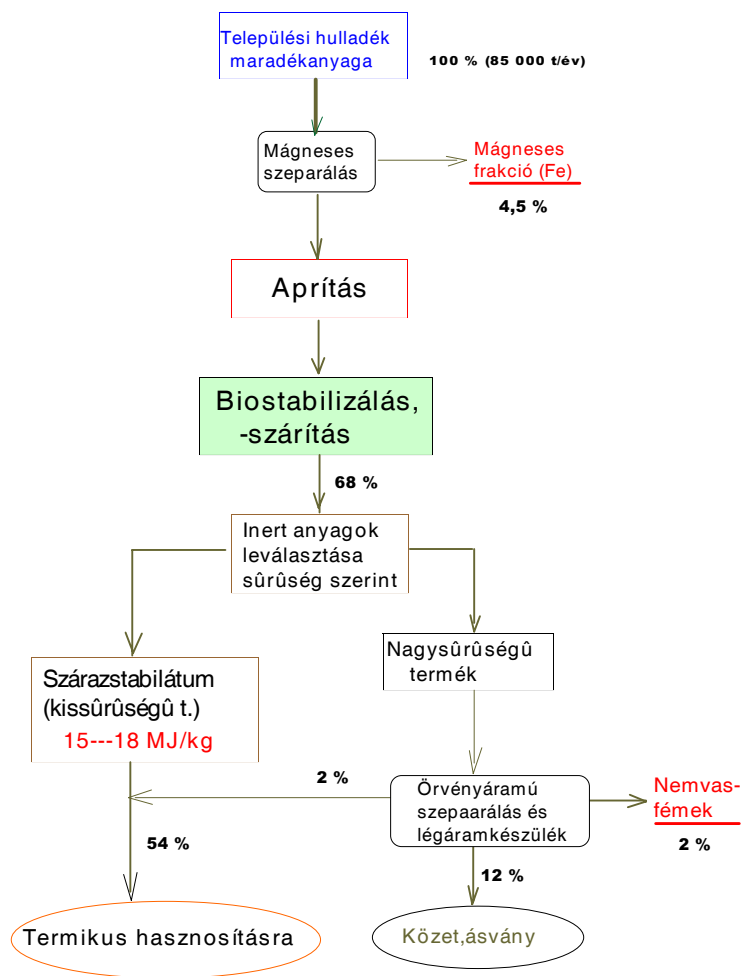 Települési hulladék
maradékanyaga
100 % (85 000 t/év)
Mágneses
szeparálás
Mágneses
frakció (Fe)
4,5 %
Aprítás
Biostabilizálás,
-szárítás
68 %
Inert anyagok
leválasztása
sûrûség szerint
Szárazstabilátum
(kissûrûségû t.)
15---18 MJ/kg
Nagysûrûségû
termék
2 %
Örvényáramú
szepaarálás és
légáramkészülék
Nemvas-
fémek
2 %
54 %
12 %
Termikus hasznosításra
Közet,ásvány